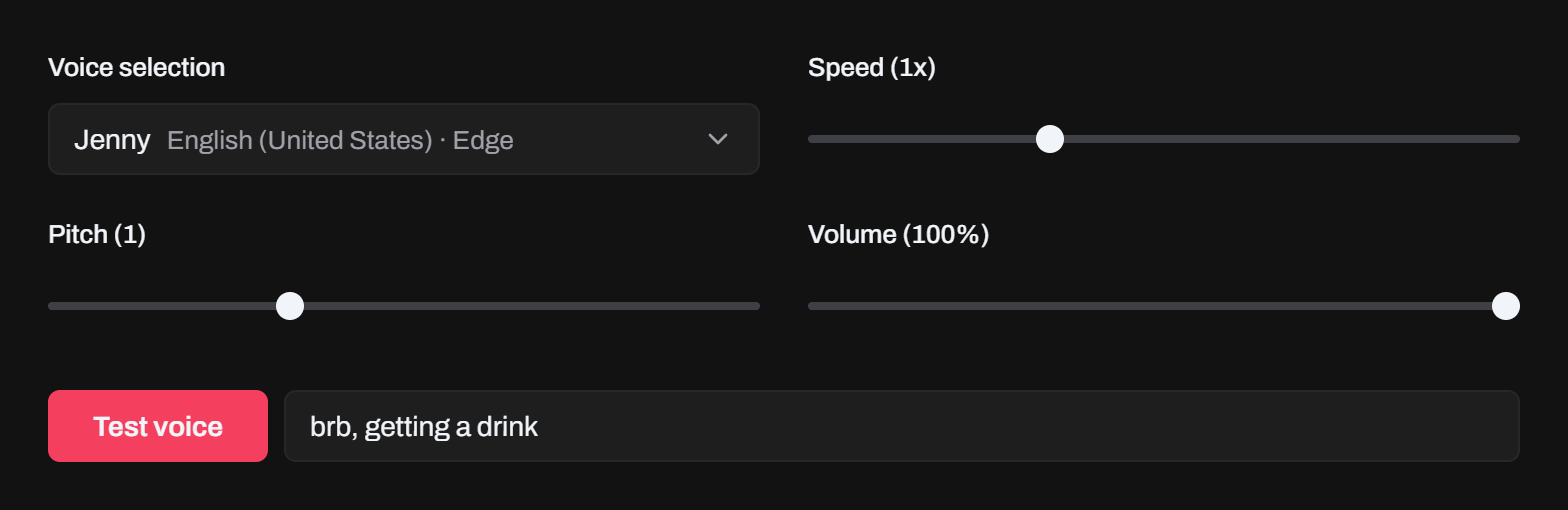 Voice selection
Speed (1x)
Jenny English (United States) · Edge
Pitch (1)
Volume (100%)
Test voice
brb, getting a drink